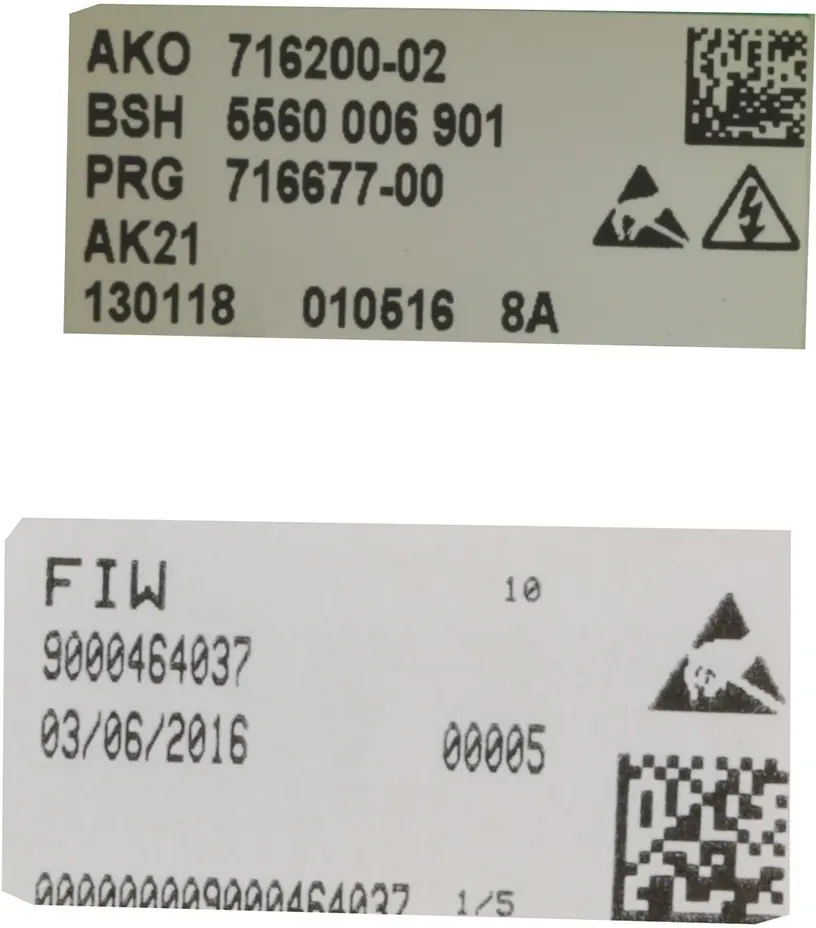 AKO 716200-02
BSH 5560 006 901
PRG 716677-00
AK21
130118 010516 8A
FIW 10
9000464037
03/06/2016 00005
000000009000464037 1/5